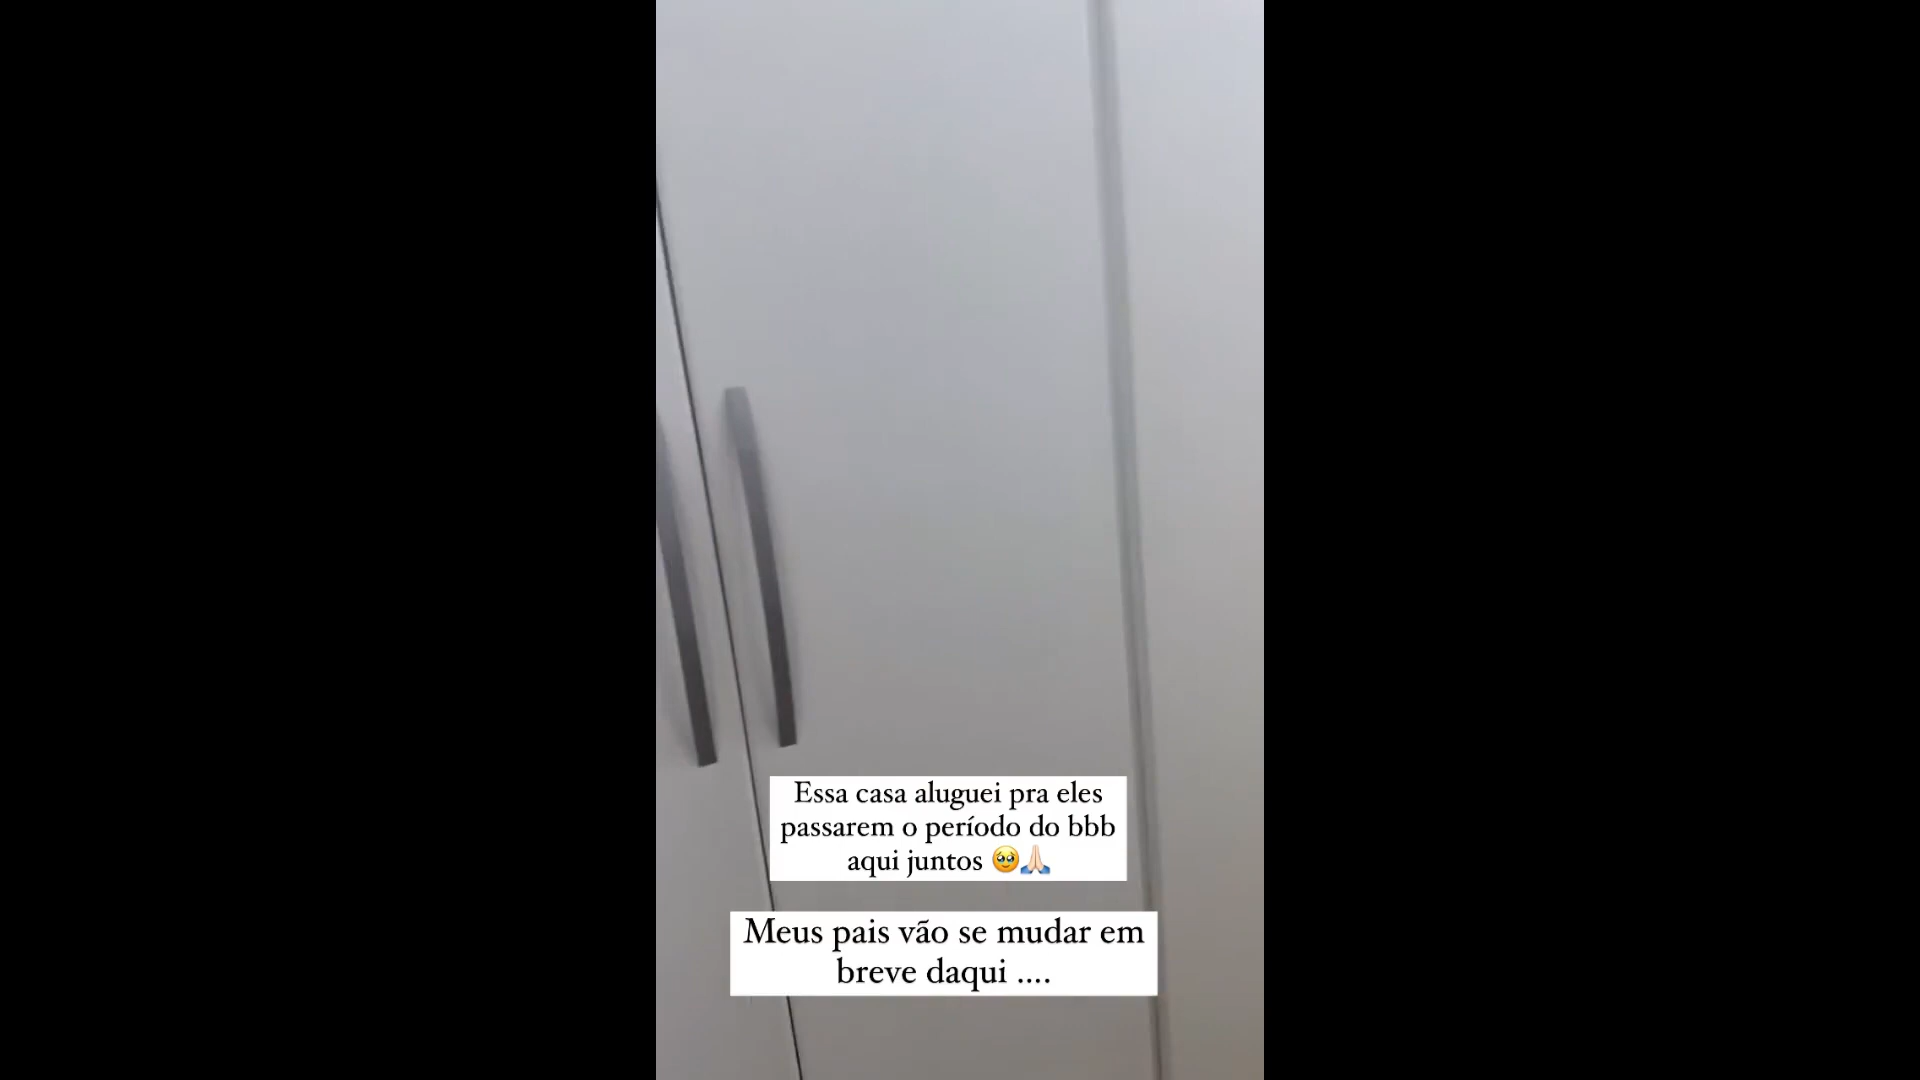 Essa casa aluguei pra eles
passarem o período do bbb
aqui juntos 🥹🙏🏻
Meus pais vão se mudar em
breve daqui ....